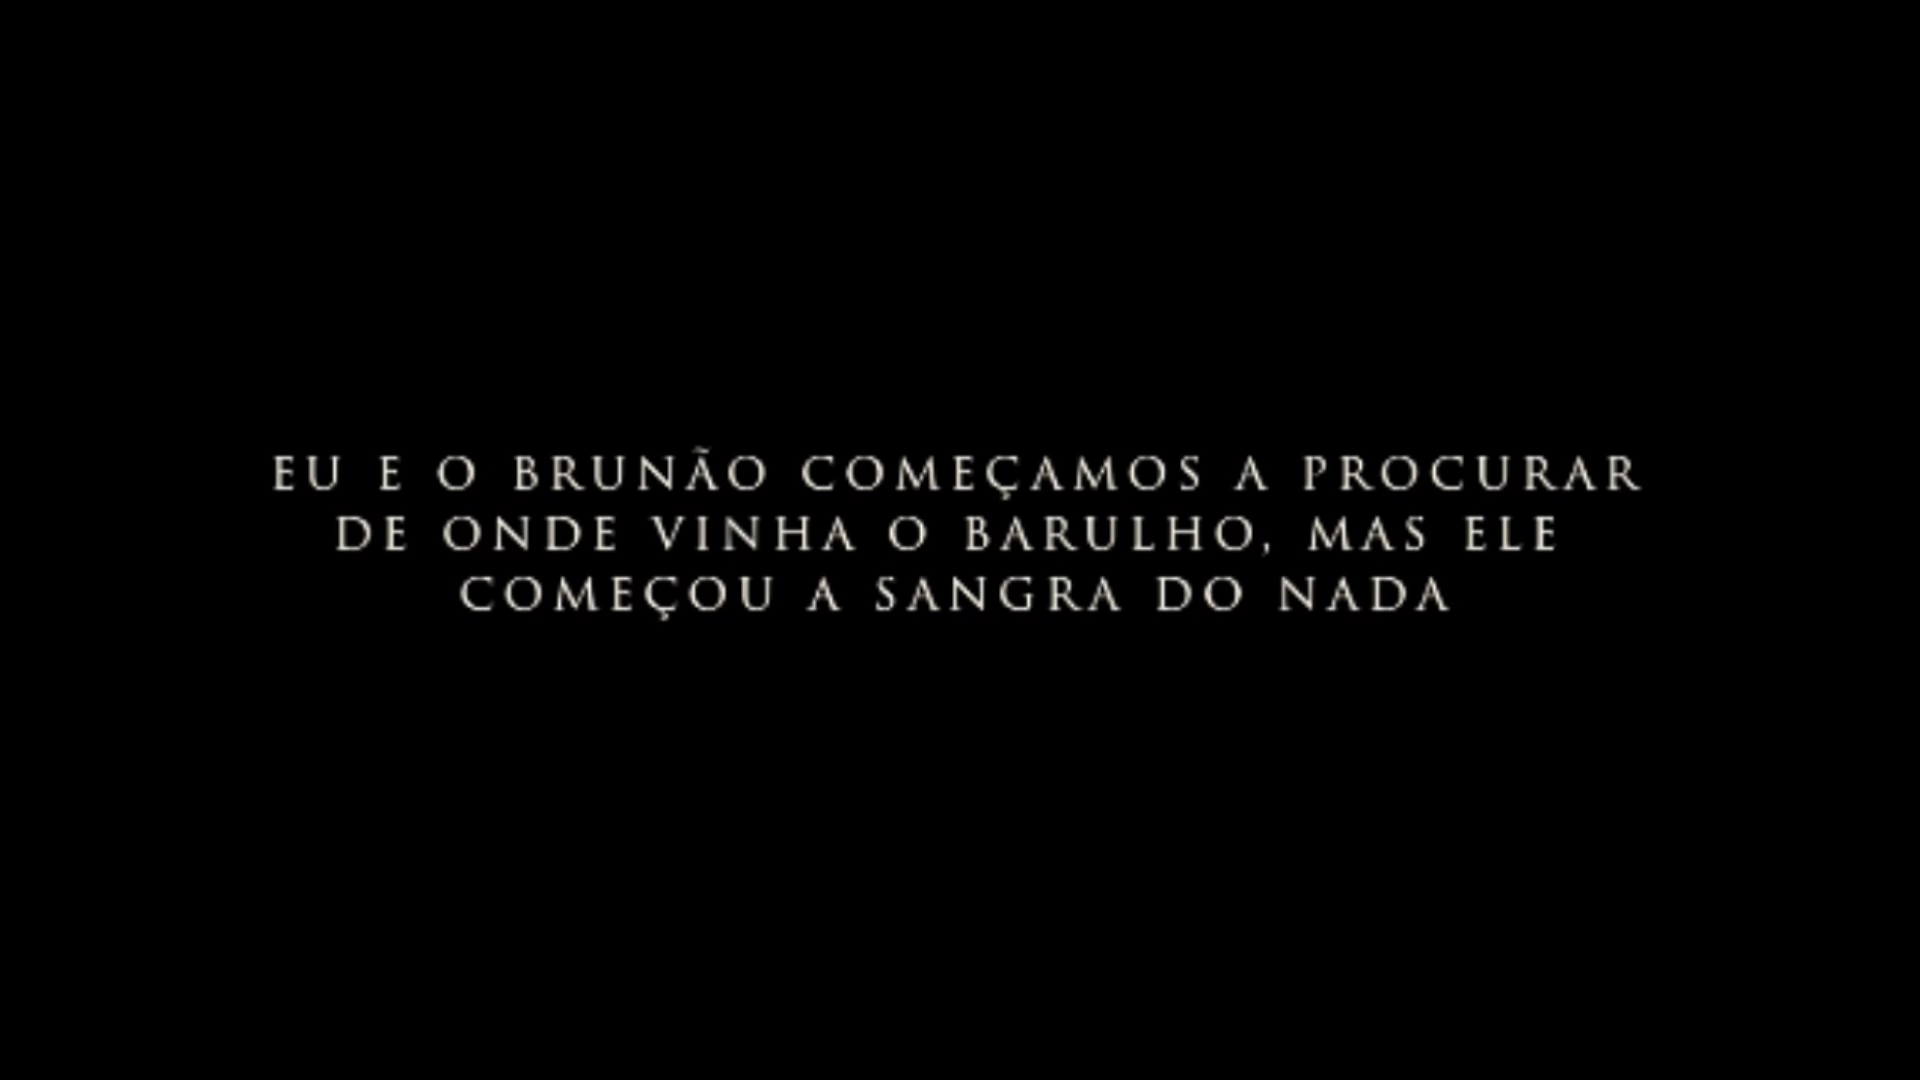 EU E O BRUNÃO COMEÇAMOS A PROCURAR
DE ONDE VINHA O BARULHO, MAS ELE
COMEÇOU A SANGRA DO NADA